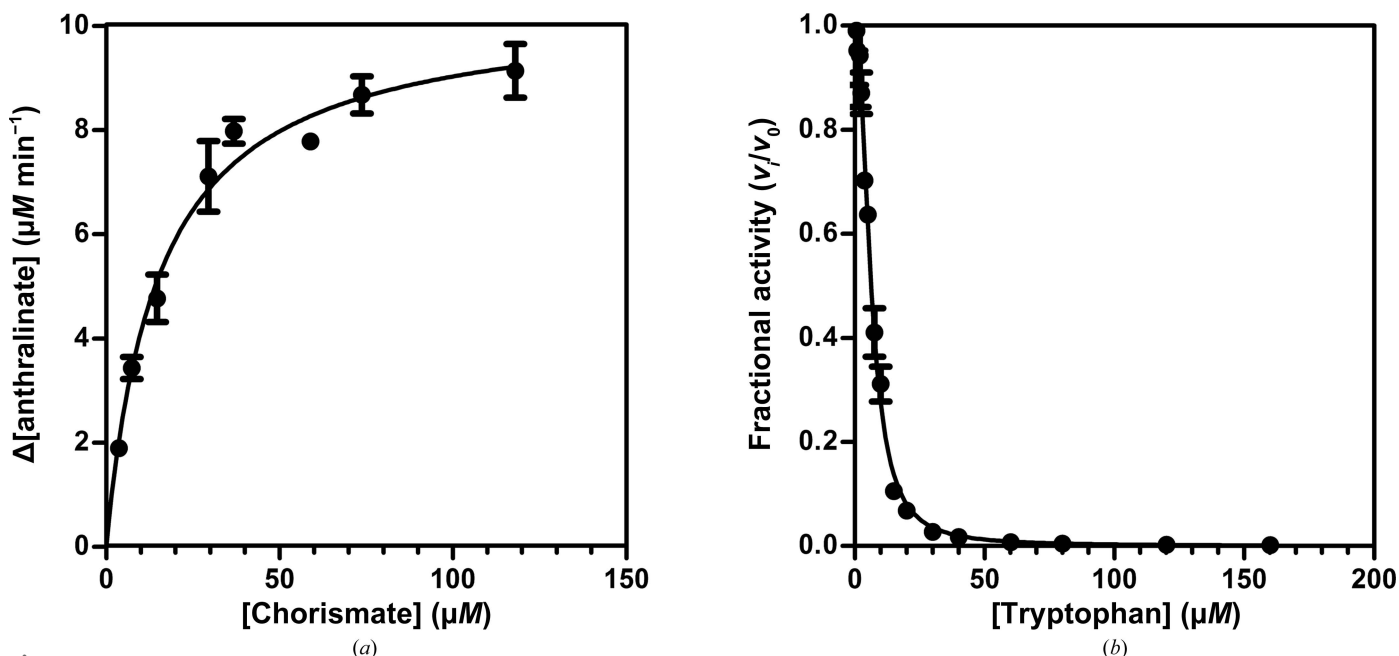 10
8
6
4
2
0
Δ[anthralinate] (μM min⁻¹)
0 50 100 150
[Chorismate] (μM)
(a)
1.0
0.8
0.6
0.4
0.2
0.0
Fractional activity (vᵢ/v₀)
0 50 100 150 200
[Tryptophan] (μM)
(b)